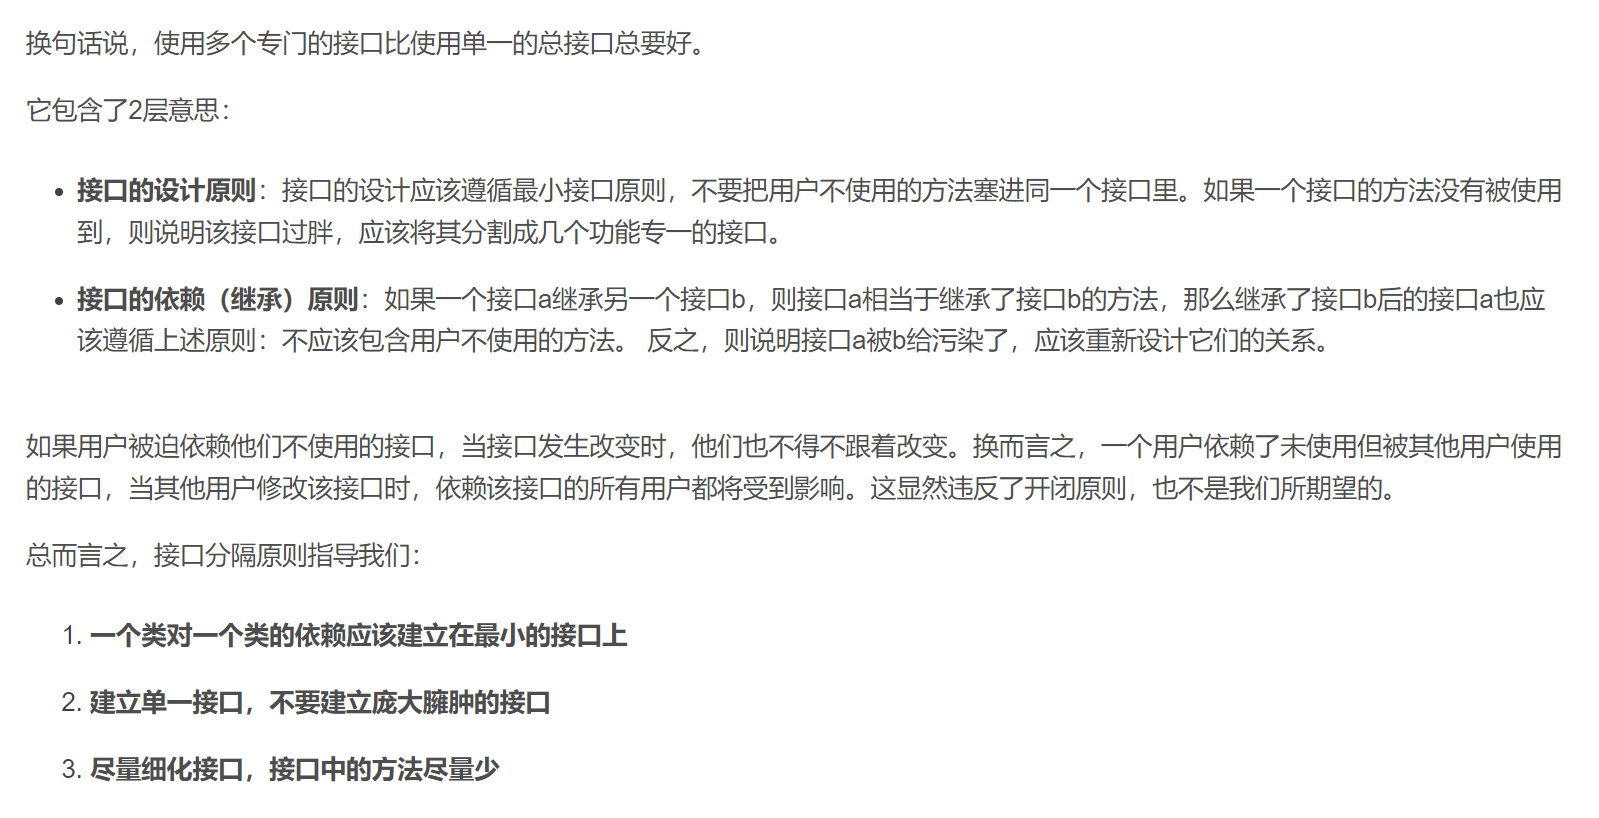 换句话说，使用多个专门的接口比使用单一的总接口总要好。
它包含了2层意思：
• 接口的设计原则：接口的设计应该遵循最小接口原则，不要把用户不使用的方法塞进同一个接口里。如果一个接口的方法没有被使用
到，则说明该接口过胖，应该将其分割成几个功能专一的接口。
• 接口的依赖（继承）原则：如果一个接口a继承另一个接口b，则接口a相当于继承了接口b的方法，那么继承了接口b后的接口a也应
该遵循上述原则：不应该包含用户不使用的方法。 反之，则说明接口a被b给污染了，应该重新设计它们的关系。
如果用户被迫依赖他们不使用的接口，当接口发生改变时，他们也不得不跟着改变。换而言之，一个用户依赖了未使用但被其他用户使用
的接口，当其他用户修改该接口时，依赖该接口的所有用户都将受到影响。这显然违反了开闭原则，也不是我们所期望的。
总而言之，接口分隔原则指导我们：
1. 一个类对一个类的依赖应该建立在最小的接口上
2. 建立单一接口，不要建立庞大臃肿的接口
3. 尽量细化接口，接口中的方法尽量少